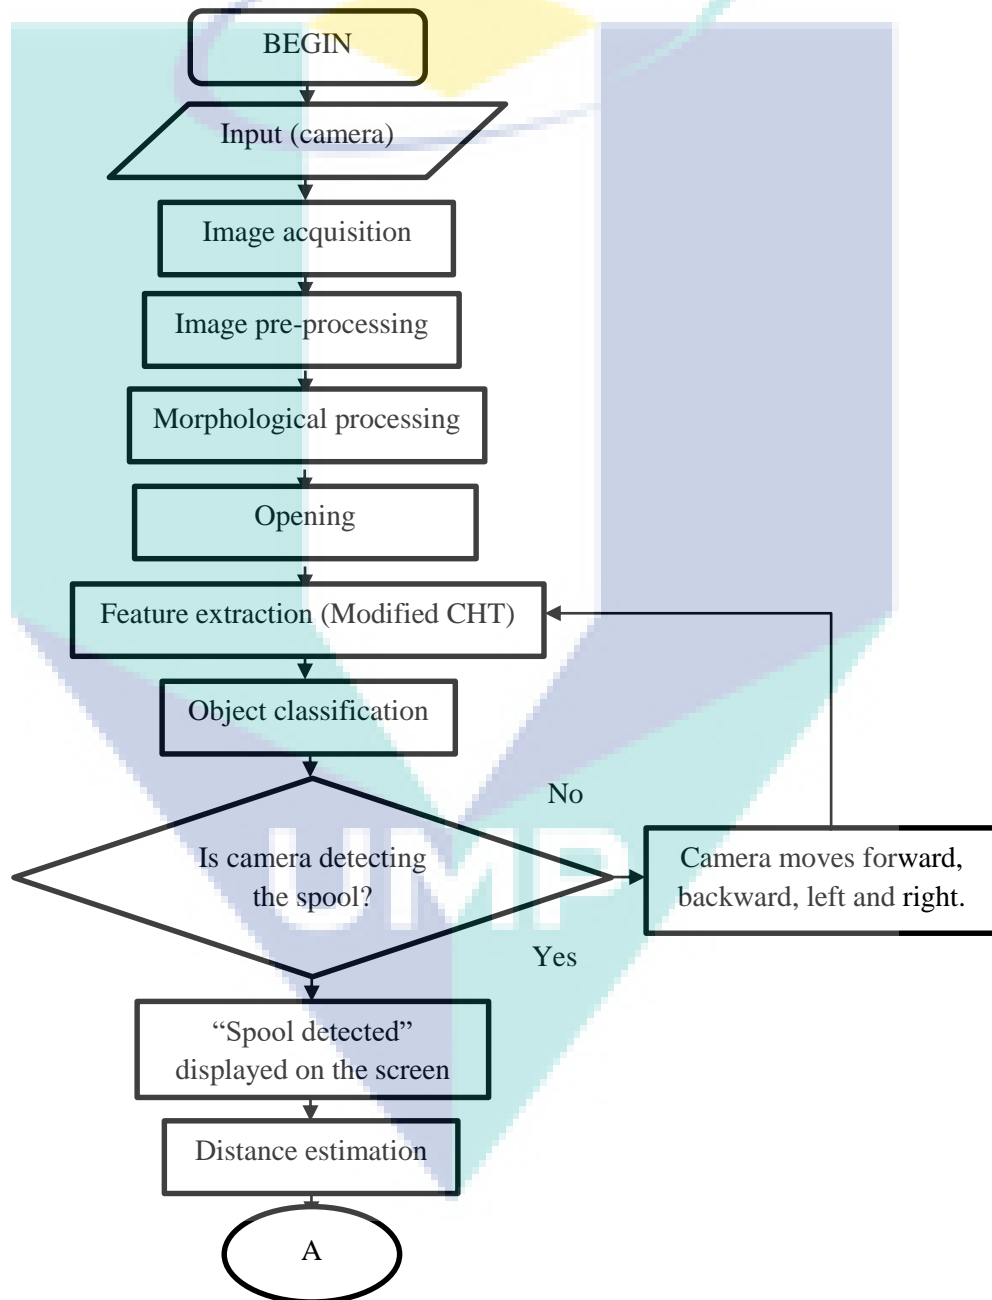 BEGIN
Input (camera)
Image acquisition
Image pre-processing
Morphological processing
Opening
Feature extraction (Modified CHT)
Object classification
No
Is camera detecting
the spool?
UMP
Camera moves forward,
backward, left and right.
Yes
“Spool detected”
displayed on the screen
Distance estimation
A